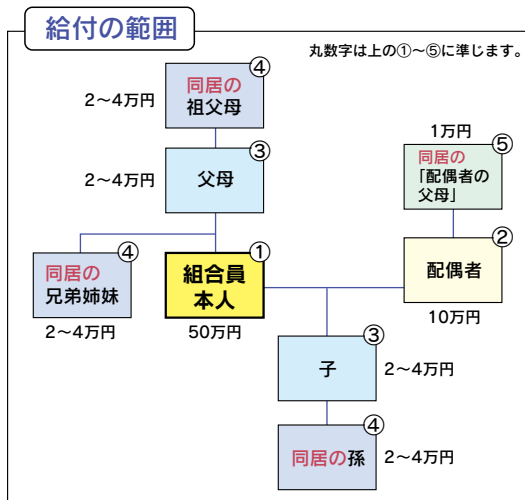 給付の範囲
丸数字は上の①～⑤に準じます。
④
同居の
祖父母
2～4万円
③
父母
2～4万円
1万円
⑤
同居の
「配偶者の
父母」
④
同居の
兄弟姉妹
2～4万円
①
組合員
本人
50万円
②
配偶者
10万円
③
子
2～4万円
④
同居の孫
2～4万円